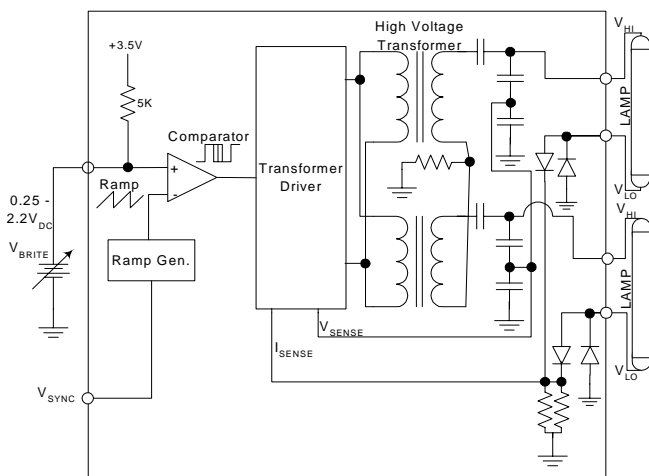 High Voltage
Transformer
V_HI
+3.5V
5K
LAMP
Comparator
+
-
Transformer
Driver
Ramp
0.25 -
2.2V_DC
V_BRITE
Ramp Gen.
V_LO
V_HI
LAMP
V_SENSE
I_SENSE
V_LO
V_SYNC